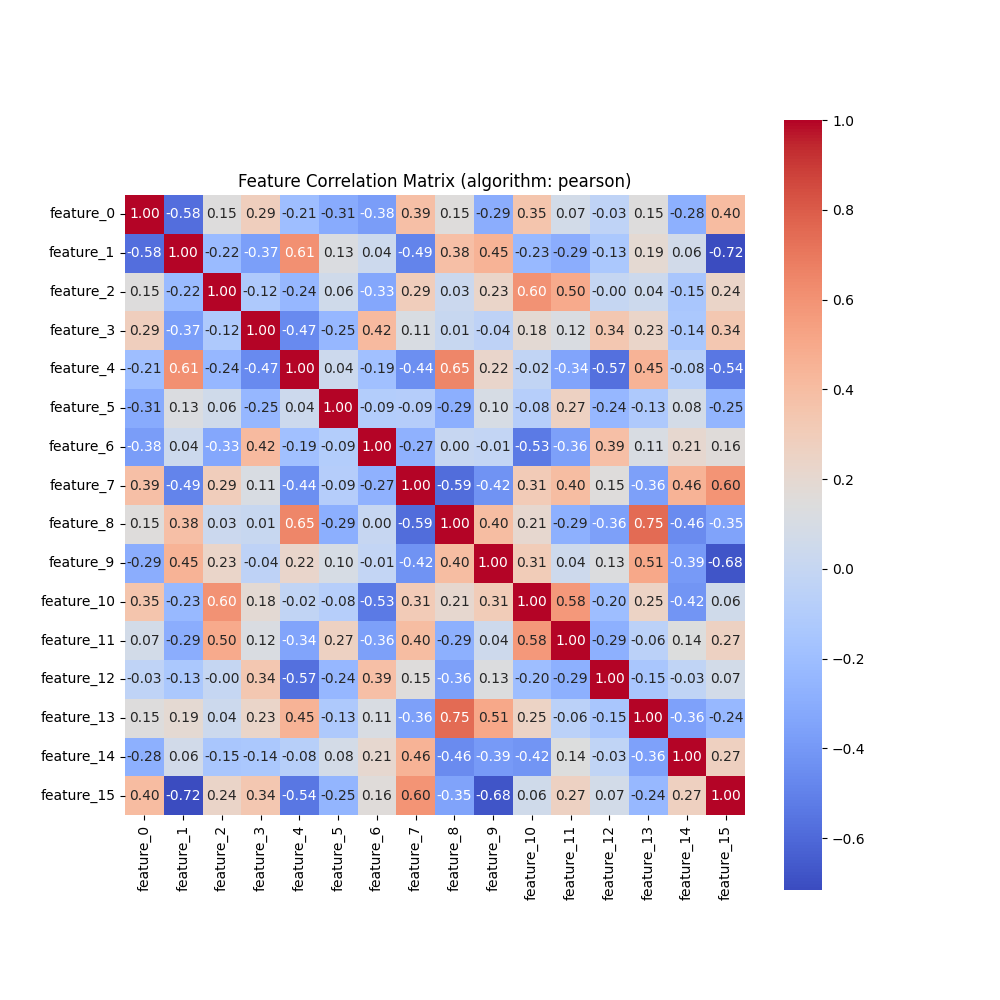 Feature Correlation Matrix (algorithm: pearson)
feature_0 1.00 -0.58 0.15 0.29 -0.21 -0.31 -0.38 0.39 0.15 -0.29 0.35 0.07 -0.03 0.15 -0.28 0.40
feature_1 -0.58 1.00 -0.22 -0.37 0.61 0.13 0.04 -0.49 0.38 0.45 -0.23 -0.29 -0.13 0.19 0.06 -0.72
feature_2 0.15 -0.22 1.00 -0.12 -0.24 0.06 -0.33 0.29 0.03 0.23 0.60 0.50 -0.00 0.04 -0.15 0.24
feature_3 0.29 -0.37 -0.12 1.00 -0.47 -0.25 0.42 0.11 0.01 -0.04 0.18 0.12 0.34 0.23 -0.14 0.34
feature_4 -0.21 0.61 -0.24 -0.47 1.00 0.04 -0.19 -0.44 0.65 0.22 -0.02 -0.34 -0.57 0.45 -0.08 -0.54
feature_5 -0.31 0.13 0.06 -0.25 0.04 1.00 -0.09 -0.09 -0.29 0.10 -0.08 0.27 -0.24 -0.13 0.08 -0.25
feature_6 -0.38 0.04 -0.33 0.42 -0.19 -0.09 1.00 -0.27 0.00 -0.01 -0.53 -0.36 0.39 0.11 0.21 0.16
feature_7 0.39 -0.49 0.29 0.11 -0.44 -0.09 -0.27 1.00 -0.59 -0.42 0.31 0.40 0.15 -0.36 0.46 0.60
feature_8 0.15 0.38 0.03 0.01 0.65 -0.29 0.00 -0.59 1.00 0.40 0.21 -0.29 -0.36 0.75 -0.46 -0.35
feature_9 -0.29 0.45 0.23 -0.04 0.22 0.10 -0.01 -0.42 0.40 1.00 0.31 0.04 0.13 0.51 -0.39 -0.68
feature_10 0.35 -0.23 0.60 0.18 -0.02 -0.08 -0.53 0.31 0.21 0.31 1.00 0.58 -0.20 0.25 -0.42 0.06
feature_11 0.07 -0.29 0.50 0.12 -0.34 0.27 -0.36 0.40 -0.29 0.04 0.58 1.00 -0.29 -0.06 0.14 0.27
feature_12 -0.03 -0.13 -0.00 0.34 -0.57 -0.24 0.39 0.15 -0.36 0.13 -0.20 -0.29 1.00 -0.15 -0.03 0.07
feature_13 0.15 0.19 0.04 0.23 0.45 -0.13 0.11 -0.36 0.75 0.51 0.25 -0.06 -0.15 1.00 -0.36 -0.24
feature_14 -0.28 0.06 -0.15 -0.14 -0.08 0.08 0.21 0.46 -0.46 -0.39 -0.42 0.14 -0.03 -0.36 1.00 0.27
feature_15 0.40 -0.72 0.24 0.34 -0.54 -0.25 0.16 0.60 -0.35 -0.68 0.06 0.27 0.07 -0.24 0.27 1.00
feature_0 feature_1 feature_2 feature_3 feature_4 feature_5 feature_6 feature_7 feature_8 feature_9 feature_10 feature_11 feature_12 feature_13 feature_14 feature_15
1.0
0.8
0.6
0.4
0.2
0.0
−0.2
−0.4
−0.6